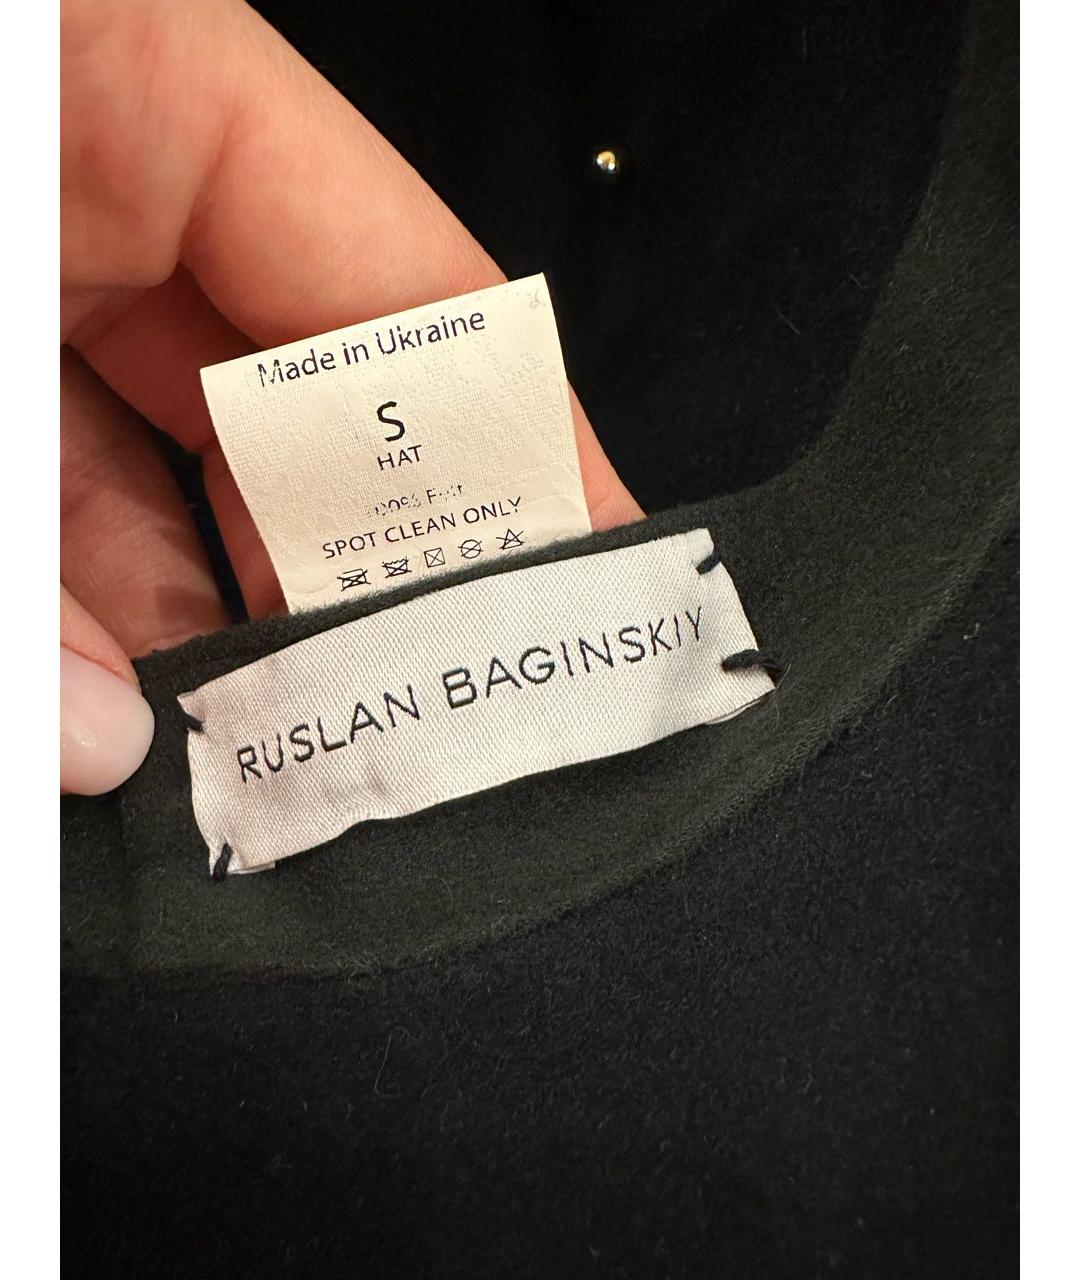 Made in Ukraine
S
HAT
SPOT CLEAN ONLY
RUSLAN BAGINSKIY